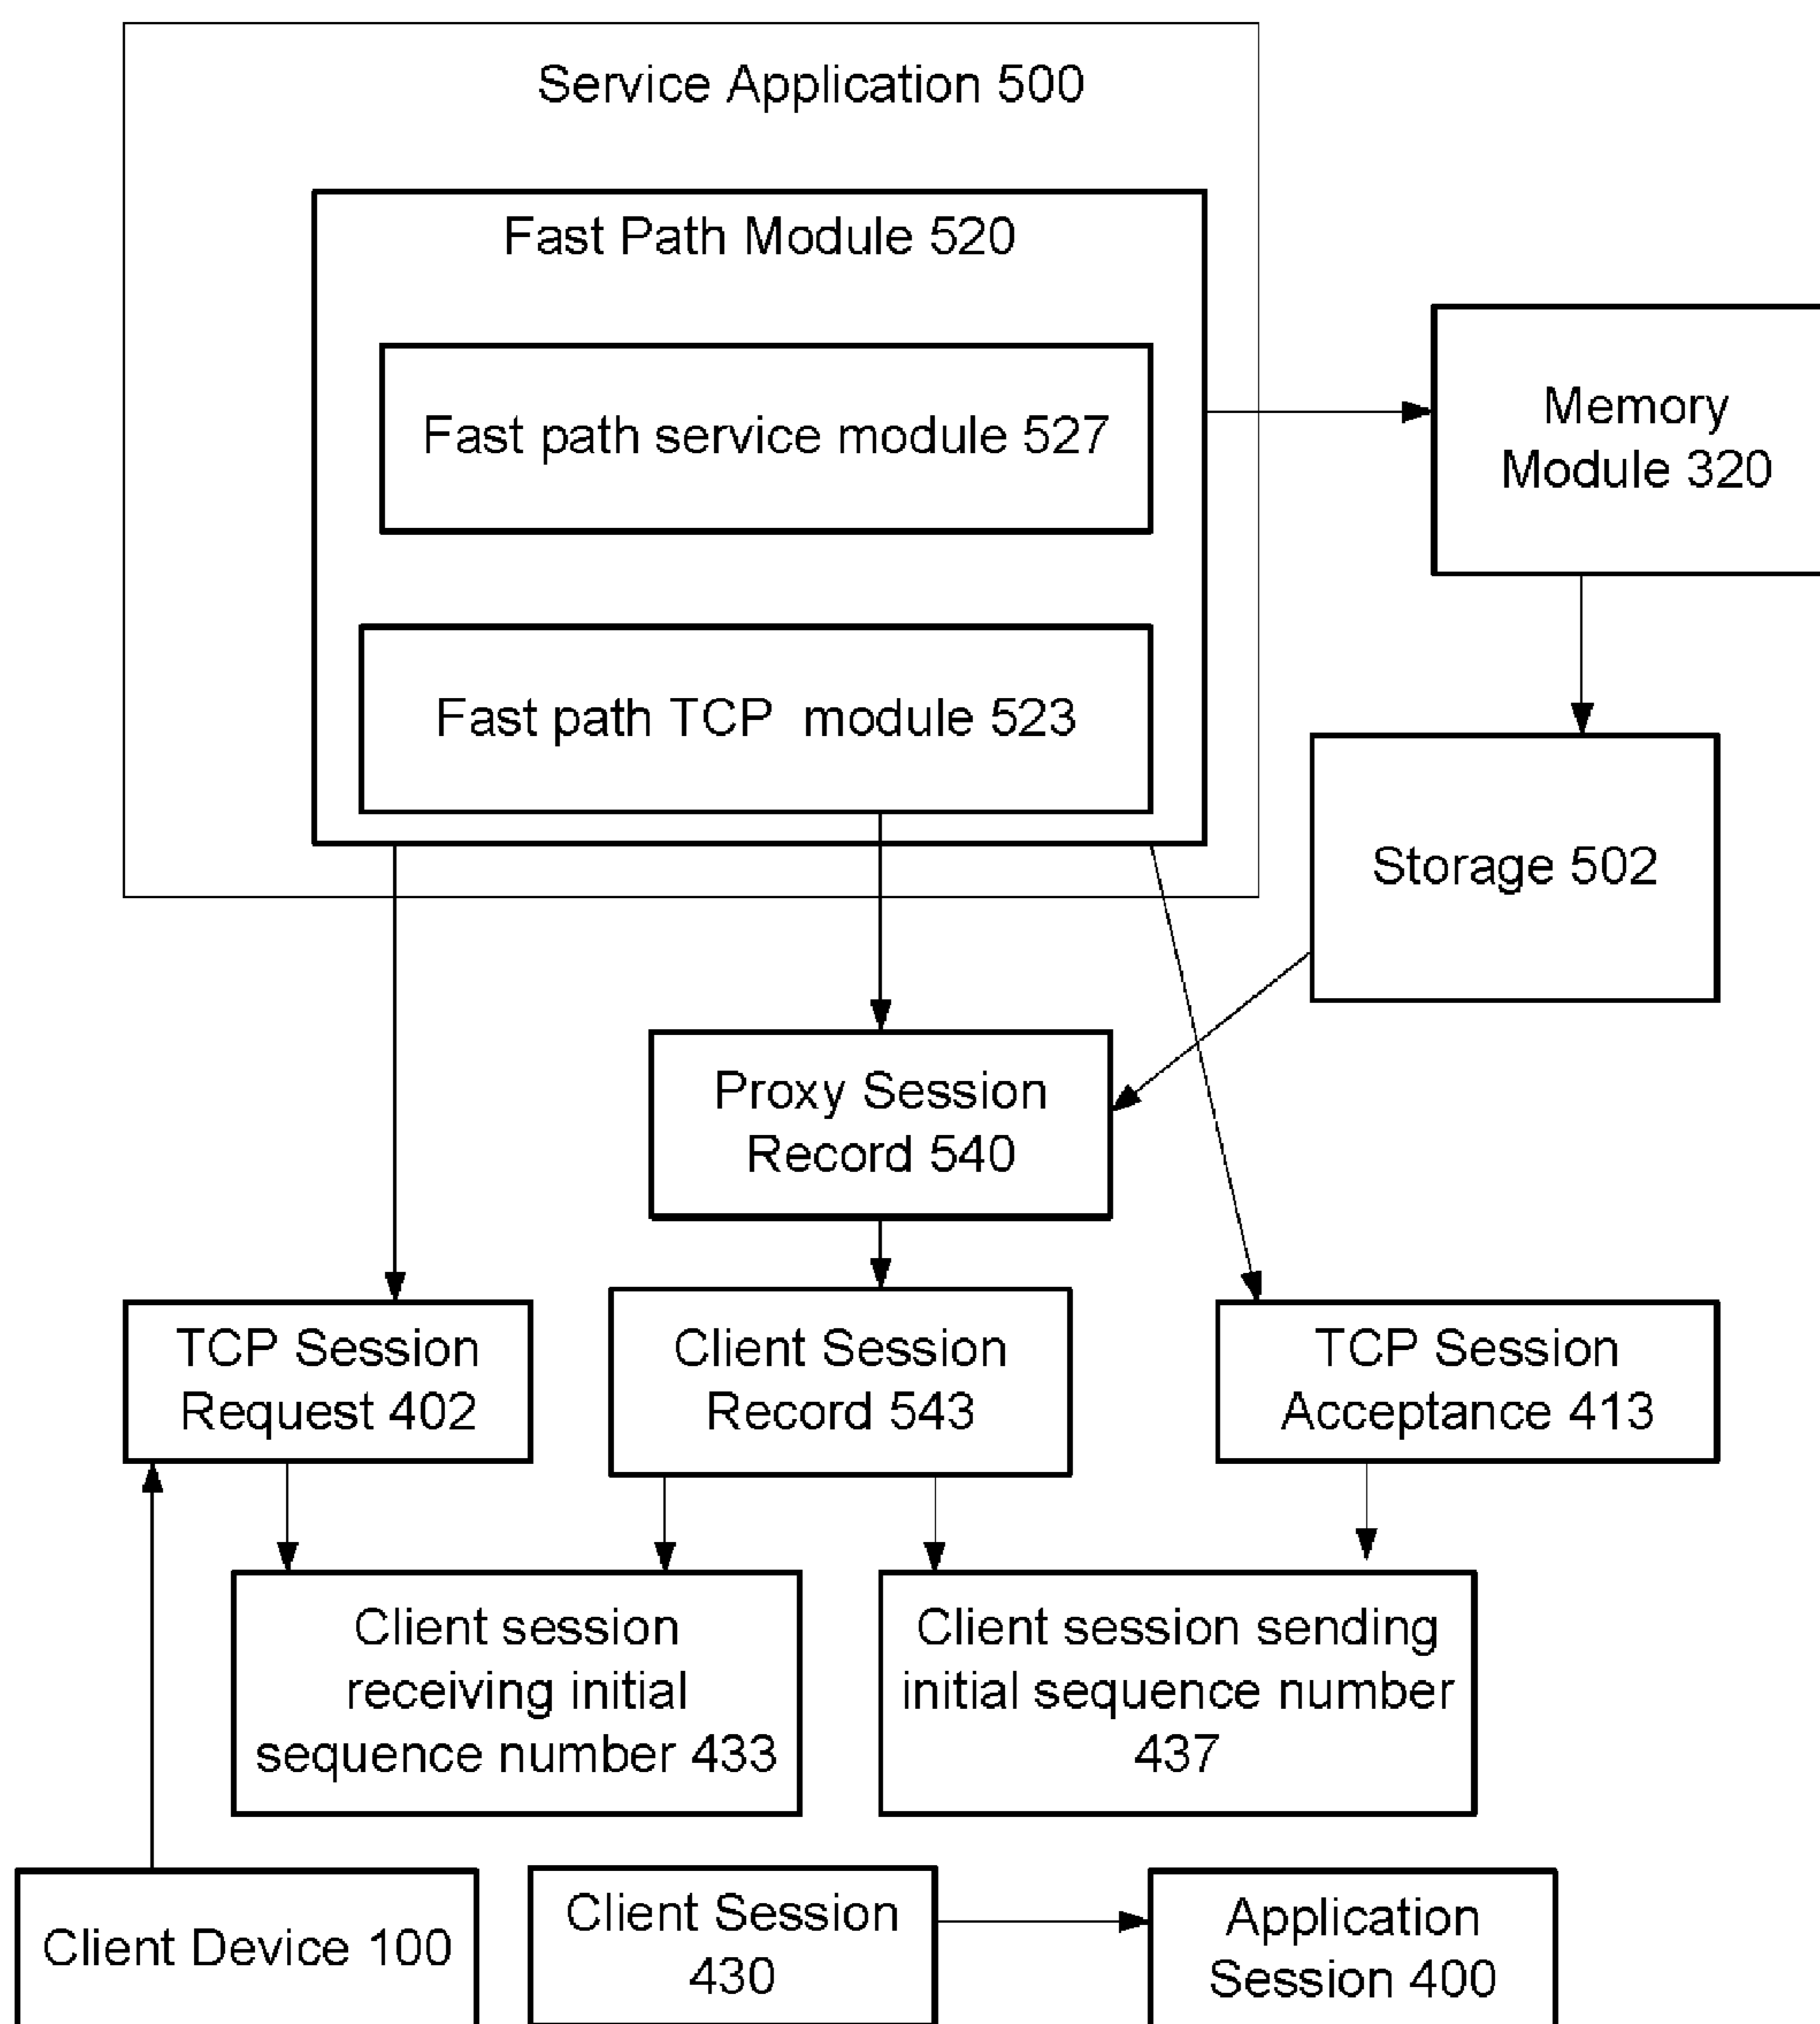 Service Application 500
Fast Path Module 520
Fast path service module 527
Memory
Module 320
Fast path TCP  module 523
Storage 502
Proxy Session
Record 540
TCP Session
Request 402
Client Session
Record 543
TCP Session
Acceptance 413
Client session
receiving initial
sequence number 433
Client session sending
initial sequence number
437
Client Device 100
Client Session
430
Application
Session 400